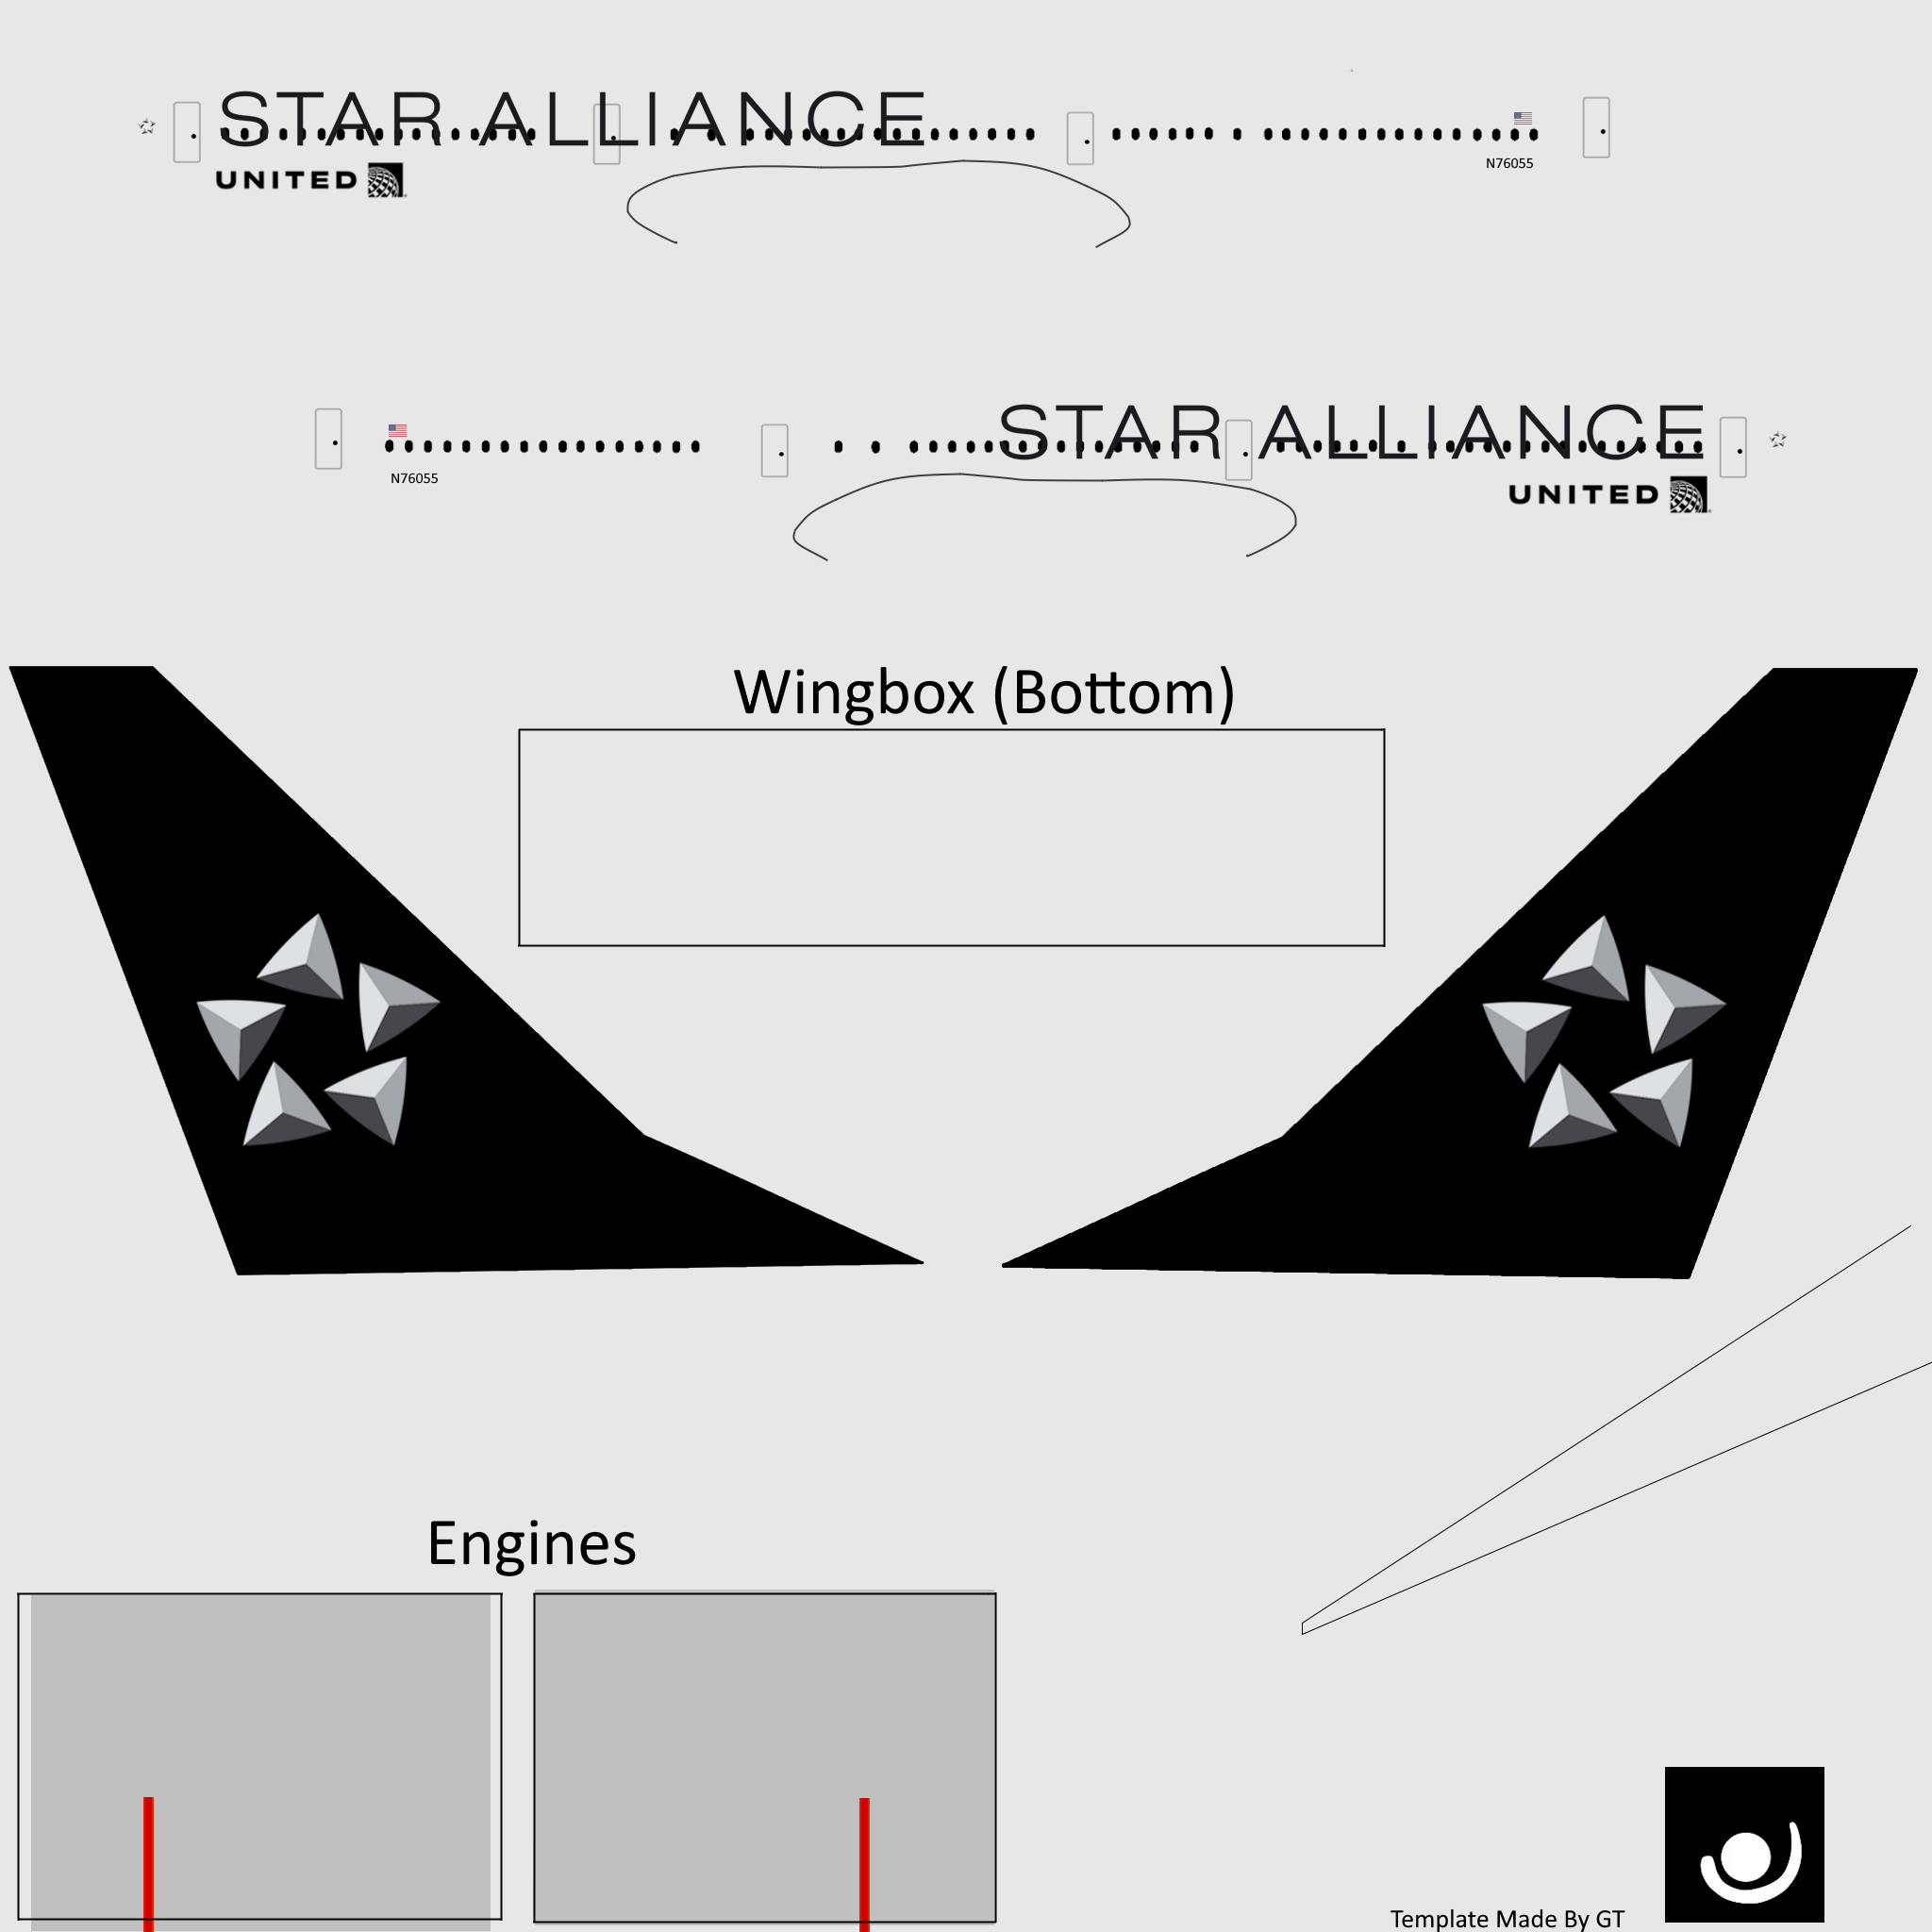 STAR ALLIANCE
UNITED
N76055
STAR ALLIANCE
N76055
UNITED
Wingbox (Bottom)
Engines
Template Made By GT